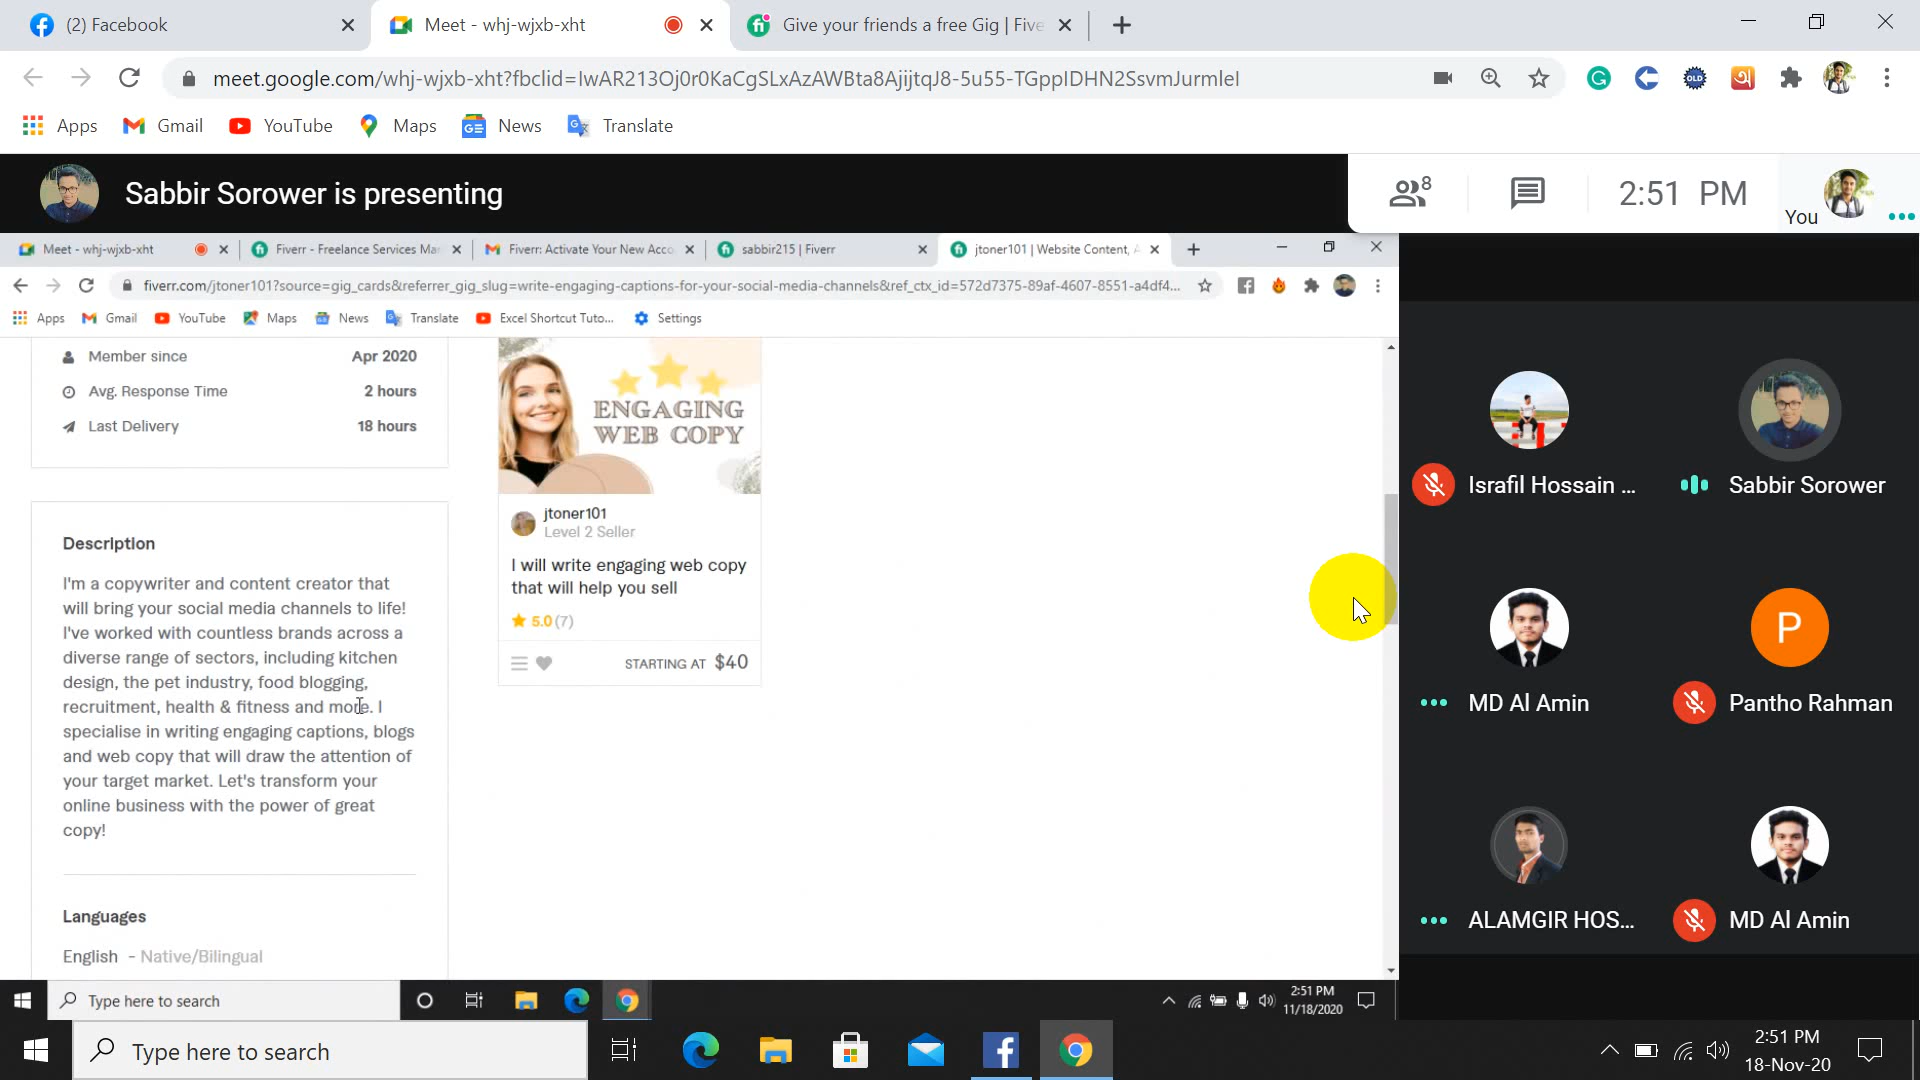 (2) Facebook
Meet - whj-wjxb-xht
Give your friends a free Gig | Five
meet.google.com/whj-wjxb-xht?fbclid=IwAR213Oj0r0KaCgSLxAzAWBta8AjijtqJ8-5u55-TGppIDHN2SsvmJurmleI
OLD
Apps
Gmail
YouTube
Maps
News
Translate
Sabbir Sorower is presenting
8
2:51 PM
You
Meet - whj-wjxb-xht
Fiverr - Freelance Services Mar
Fiverr: Activate Your New Acco
sabbir215 | Fiverr
jtoner101 | Website Content, A
fiverr.com/jtoner101?source=gig_cards&referrer_gig_slug=write-engaging-captions-for-your-social-media-channels&ref_ctx_id=572d7375-89af-4607-8551-a4df4...
Apps
Gmail
YouTube
Maps
News
Translate
Excel Shortcut Tuto...
Settings
Member since Apr 2020
Avg. Response Time 2 hours
Last Delivery 18 hours
Description
I'm a copywriter and content creator that
will bring your social media channels to life!
I've worked with countless brands across a
diverse range of sectors, including kitchen
design, the pet industry, food blogging,
recruitment, health & fitness and more. I
specialise in writing engaging captions, blogs
and web copy that will draw the attention of
your target market. Let's transform your
online business with the power of great
copy!
Languages
English - Native/Bilingual
ENGAGING
WEB COPY
jtoner101
Level 2 Seller
I will write engaging web copy
that will help you sell
5.0 (7)
STARTING AT $40
Israfil Hossain ...
Sabbir Sorower
MD Al Amin
P
Pantho Rahman
ALAMGIR HOS...
MD Al Amin
Type here to search
2:51 PM
11/18/2020
Type here to search
2:51 PM
18-Nov-20